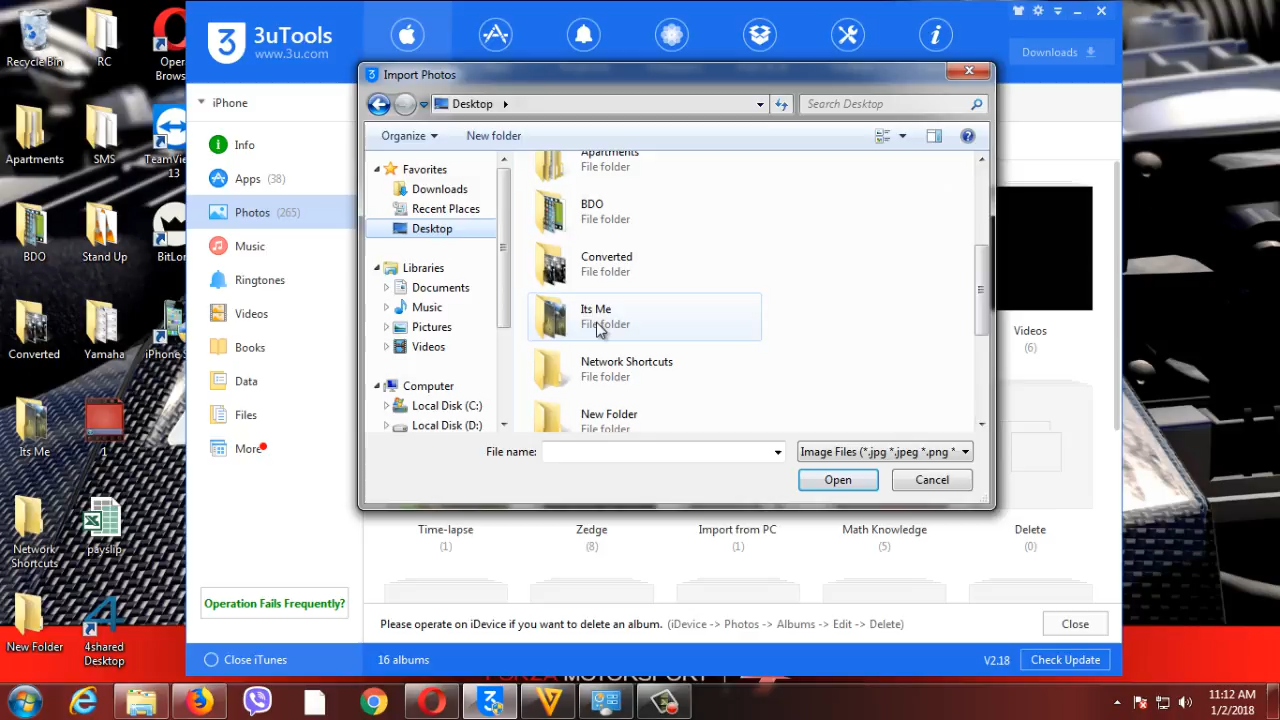 Recycle Bin
RC
Opera
Brows
Apartments
SMS
TeamV
13
BDO
Stand Up
BitLor
Converted
Yamaha
iPhone S
Its Me
1
Network
Shortcuts
payslip
New Folder
4shared
Desktop
3
3uTools
www.3u.com
Downloads
iPhone
Info
Apps (38)
Photos (265)
Music
Ringtones
Videos
Books
Data
Files
More
Operation Fails Frequently?
Close iTunes
Import Photos
Desktop
Search Desktop
Organize
New folder
Favorites
Downloads
Recent Places
Desktop
Libraries
Documents
Music
Pictures
Videos
Computer
Local Disk (C:)
Local Disk (D:)
Apartments
File folder
BDO
File folder
Converted
File folder
Its Me
File folder
Network Shortcuts
File folder
New Folder
File folder
File name:
Image Files (*.jpg *.jpeg *.png *
Open
Cancel
Videos
(6)
Time-lapse
(1)
Zedge
(8)
Import from PC
(1)
Math Knowledge
(5)
Delete
(0)
Please operate on iDevice if you want to delete an album. (iDevice -> Photos -> Albums -> Edit -> Delete)
Close
16 albums
V2.18
Check Update
FORZA MOTORSPORT
11:12 AM
1/2/2018